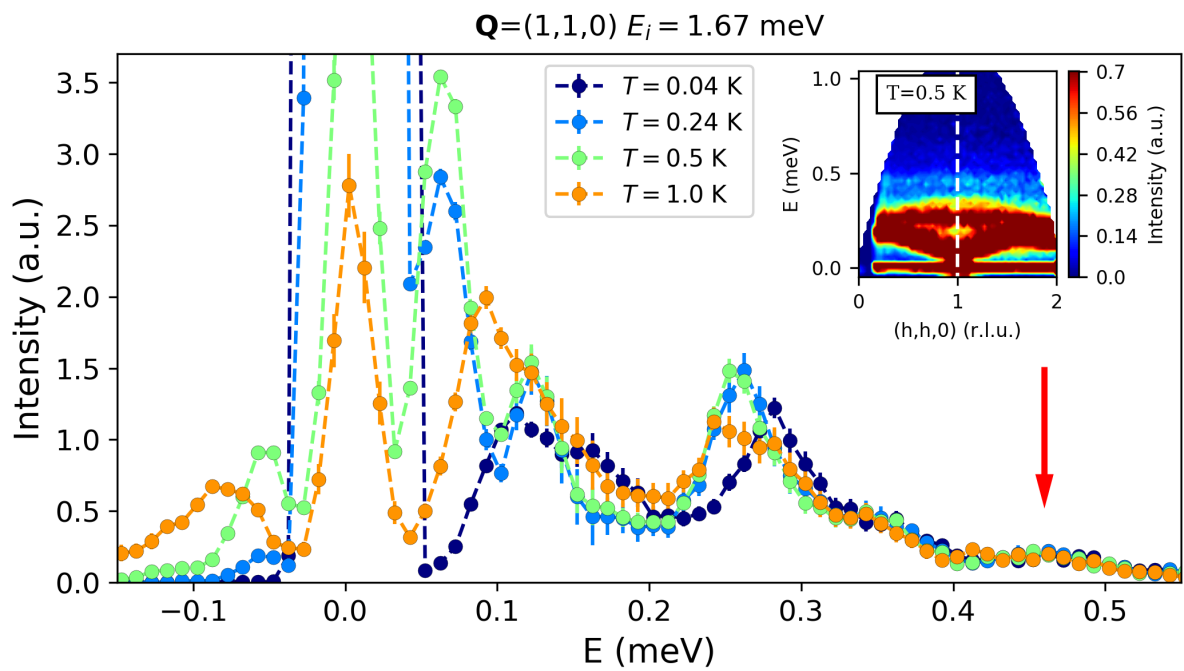 Q=(1,1,0) E_i = 1.67 meV
Intensity (a.u.)
3.5
3.0
2.5
2.0
1.5
1.0
0.5
0.0
−0.1
0.0
0.1
0.2
0.3
0.4
0.5
E (meV)
T = 0.04 K
T = 0.24 K
T = 0.5 K
T = 1.0 K
T=0.5 K
E (meV)
1.0
0.5
0.0
0
1
2
(h,h,0) (r.l.u.)
0.7
0.56
0.42
0.28
0.14
0.0
Intensity (a.u.)